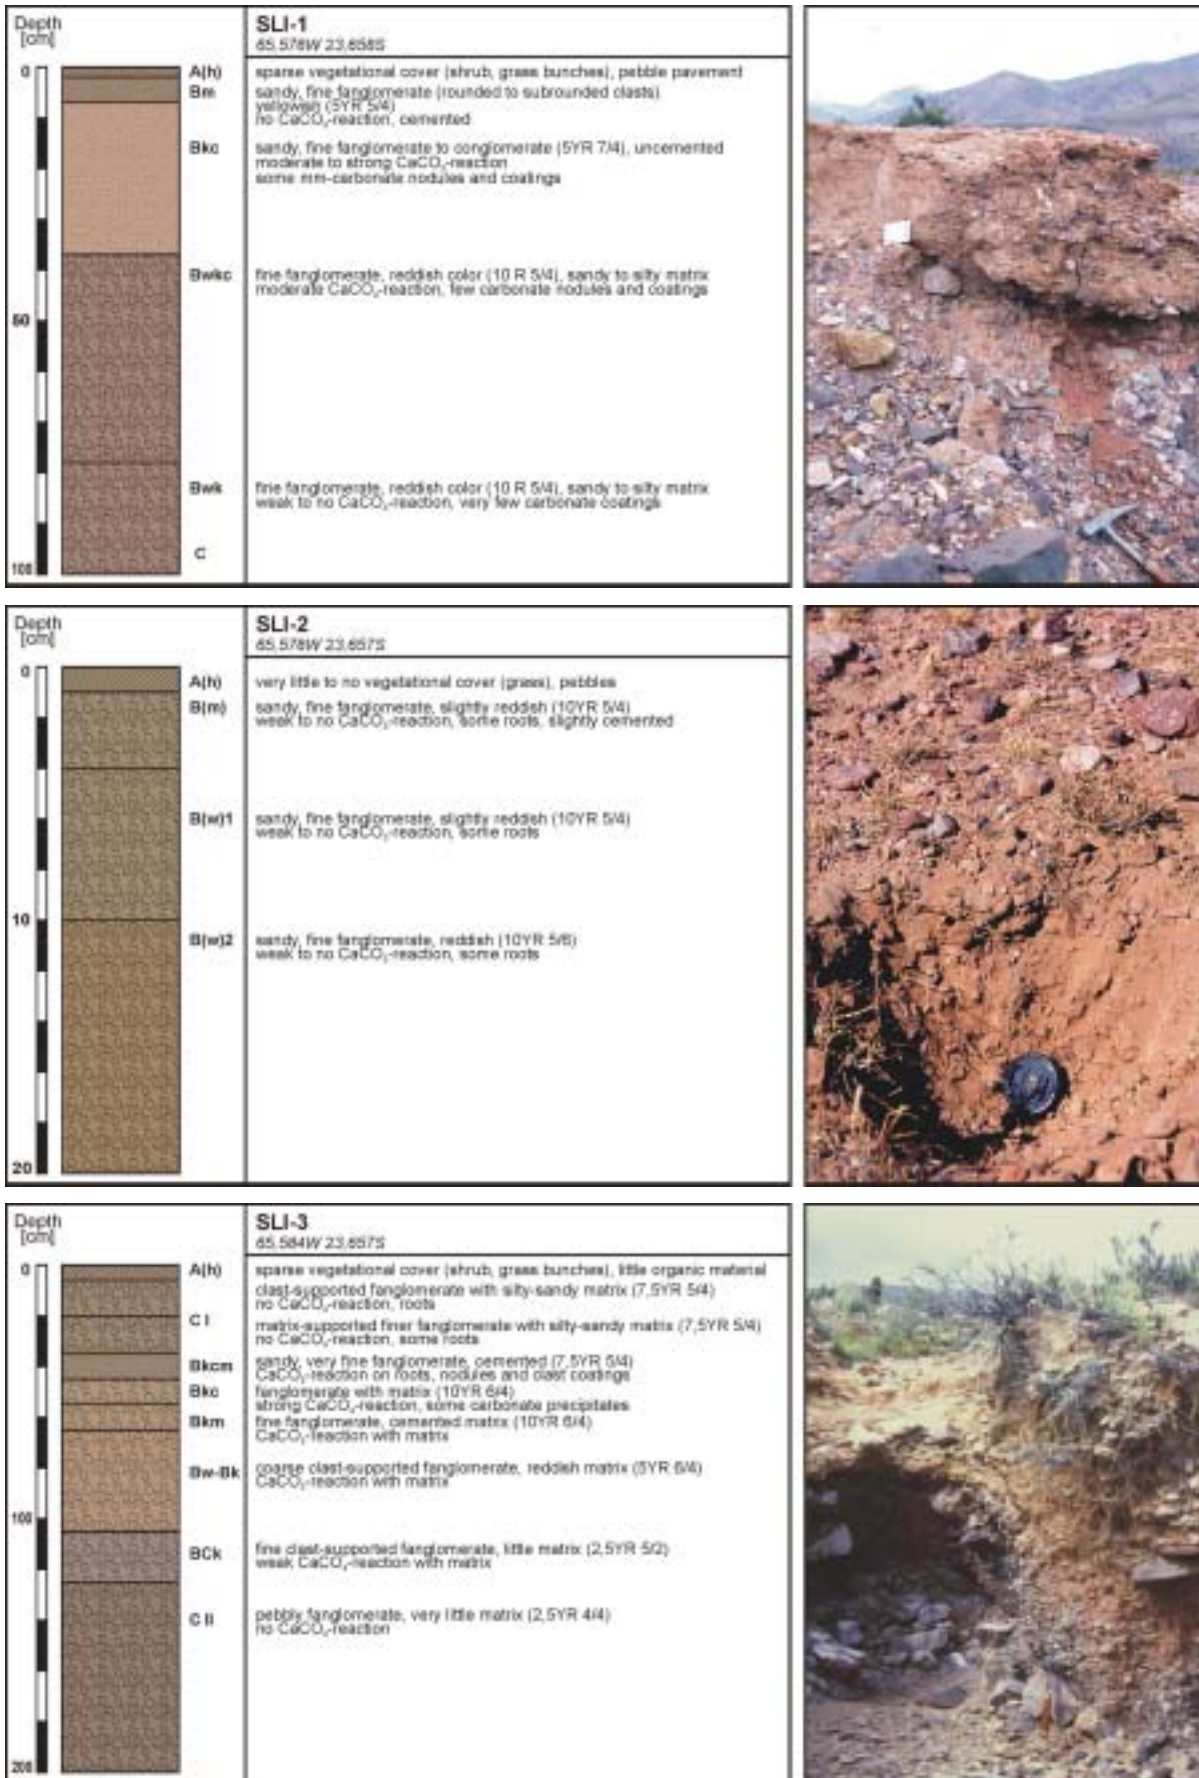 Depth
[cm]
SLI-1
65,576W 23,656S
0
A(h)
sparse vegetational cover (shrub, grass bunches), pebble pavement
Bm
sandy, fine fanglomerate (rounded to subrounded clasts)
yellowish (5YR 5/4)
no CaCO₃-reaction, cemented
Bkc
sandy, fine fanglomerate to conglomerate (5YR 7/4), uncemented
moderate to strong CaCO₃-reaction
some mm-carbonate nodules and coatings
Bwkc
fine fanglomerate, reddish color (10 R 5/4), sandy to silty matrix
moderate CaCO₃-reaction, few carbonate nodules and coatings
50
Bwk
fine fanglomerate, reddish color (10 R 5/4), sandy to silty matrix
weak to no CaCO₃-reaction, very few carbonate coatings
C
100
Depth
[cm]
SLI-2
65,576W 23,657S
0
A(h)
very little to no vegetational cover (grass), pebbles
B(m)
sandy, fine fanglomerate, slightly reddish (10YR 5/4)
weak to no CaCO₃-reaction, some roots, slightly cemented
B(w)1
sandy, fine fanglomerate, slightly reddish (10YR 5/4)
weak to no CaCO₃-reaction, some roots
10
B(w)2
sandy, fine fanglomerate, reddish (10YR 5/6)
weak to no CaCO₃-reaction, some roots
20
Depth
[cm]
SLI-3
65,584W 23,657S
0
A(h)
sparse vegetational cover (shrub, grass bunches), little organic material
clast-supported fanglomerate with silty-sandy matrix (7,5YR 5/4)
no CaCO₃-reaction, roots
C I
matrix-supported finer fanglomerate with silty-sandy matrix (7,5YR 5/4)
no CaCO₃-reaction, some roots
Bkcm
sandy, very fine fanglomerate, cemented (7,5YR 5/4)
CaCO₃-reaction on roots, nodules and clast coatings
Bkc
fanglomerate with matrix (10YR 6/4)
strong CaCO₃-reaction, some carbonate precipitates
Bkm
fine fanglomerate, cemented matrix (10YR 6/4)
CaCO₃-reaction with matrix
Bw-Bk
coarse clast-supported fanglomerate, reddish matrix (5YR 6/4)
CaCO₃-reaction with matrix
100
BCk
fine clast-supported fanglomerate, little matrix (2,5YR 5/2)
weak CaCO₃-reaction with matrix
C II
pebbly fanglomerate, very little matrix (2,5YR 4/4)
no CaCO₃-reaction
200